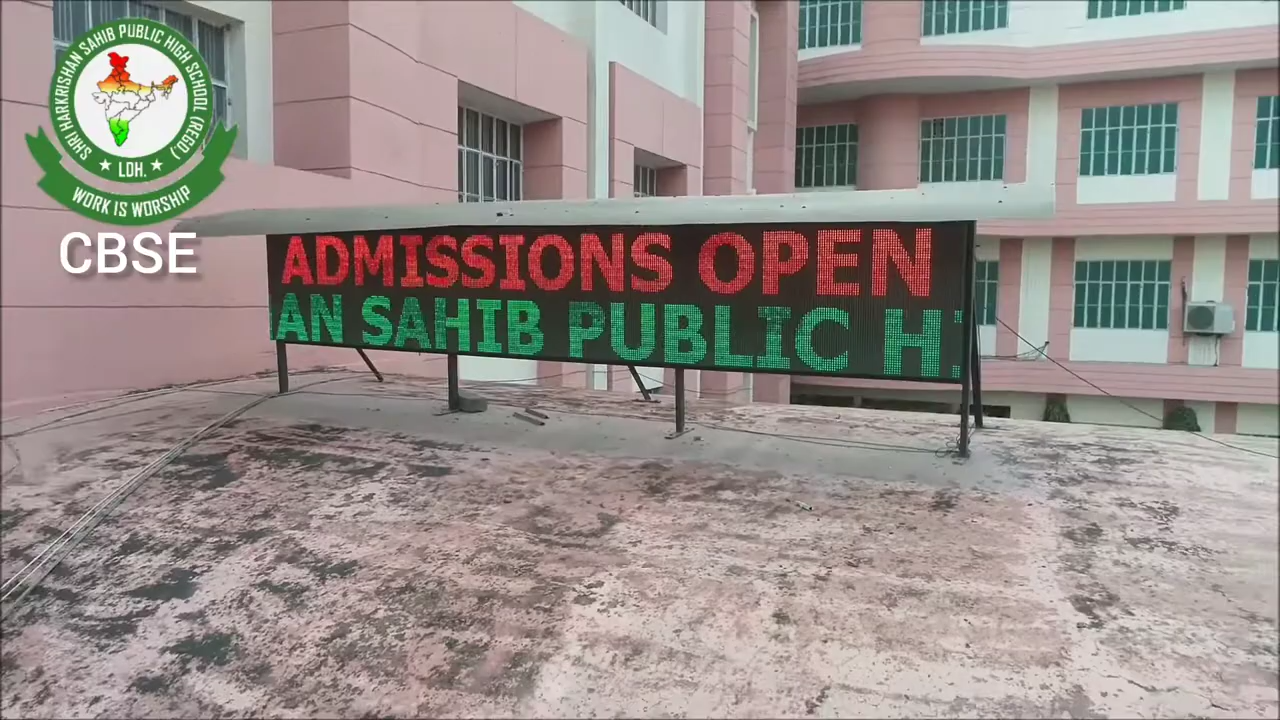 SHRI HARKRISHAN SAHIB PUBLIC HIGH SCHOOL (REGD.)
★ LDH. ★
WORK IS WORSHIP
CBSE
ADMISSIONS OPEN
AN SAHIB PUBLIC H